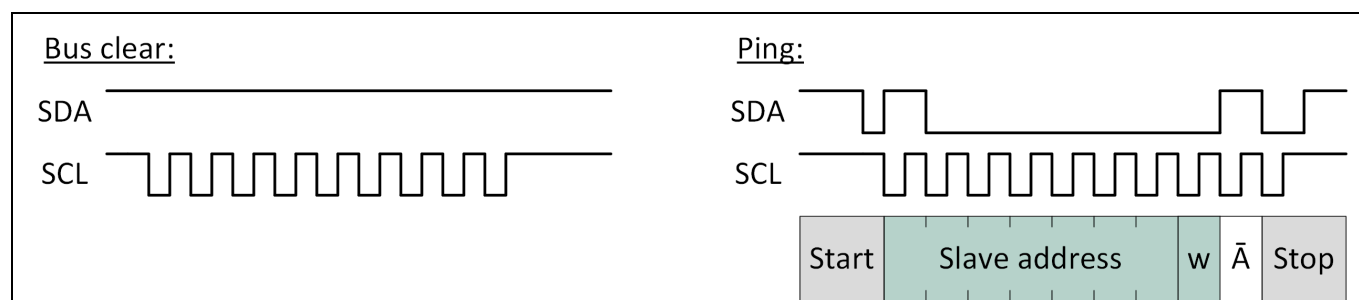 Bus clear:
SDA
SCL
Ping:
SDA
SCL
Start Slave address w Ā Stop